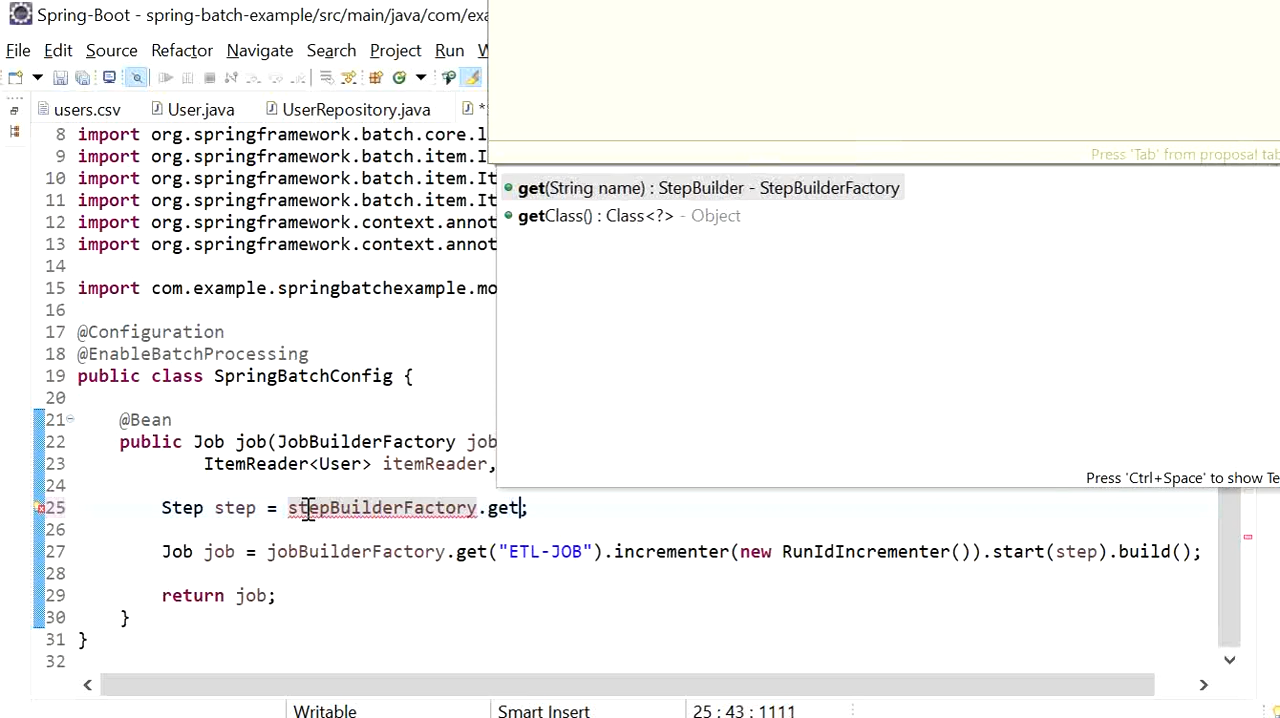 Spring-Boot - spring-batch-example/src/main/java/com/exa
File Edit Source Refactor Navigate Search Project Run W
users.csv User.java UserRepository.java *
Press 'Tab' from proposal tab
8 import org.springframework.batch.core.l
9 import org.springframework.batch.item.I
10 import org.springframework.batch.item.It
11 import org.springframework.batch.item.It
12 import org.springframework.context.annot
13 import org.springframework.context.annot
14
15 import com.example.springbatchexample.mo
16
17 @Configuration
18 @EnableBatchProcessing
19 public class SpringBatchConfig {
20
21 @Bean
22 public Job job(JobBuilderFactory job
23 ItemReader<User> itemReader,
24
25 Step step = stepBuilderFactory.get;
26
27 Job job = jobBuilderFactory.get("ETL-JOB").incrementer(new RunIdIncrementer()).start(step).build();
28
29 return job;
30 }
31 }
32
get(String name) : StepBuilder - StepBuilderFactory
getClass() : Class<?> - Object
Press 'Ctrl+Space' to show Te
Writable Smart Insert 25 : 43 : 1111